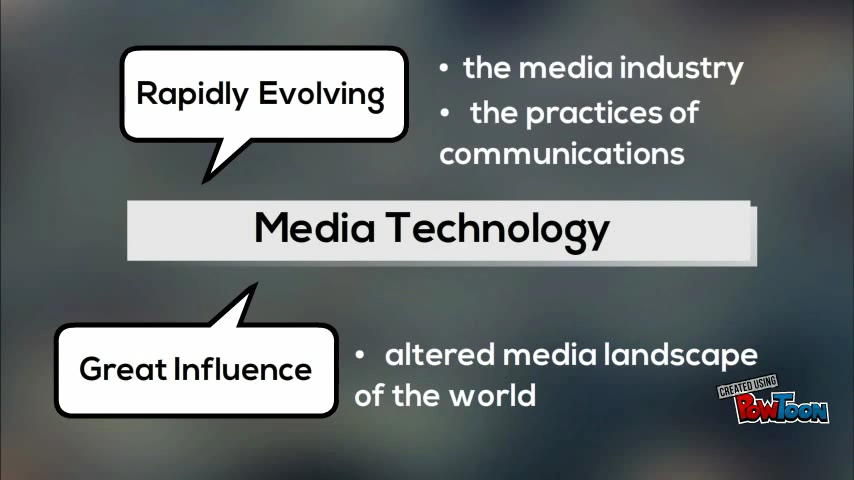 Rapidly Evolving
• the media industry
• the practices of
communications
Media Technology
Great Influence
• altered media landscape
of the world
CREATED USING
POWTOON